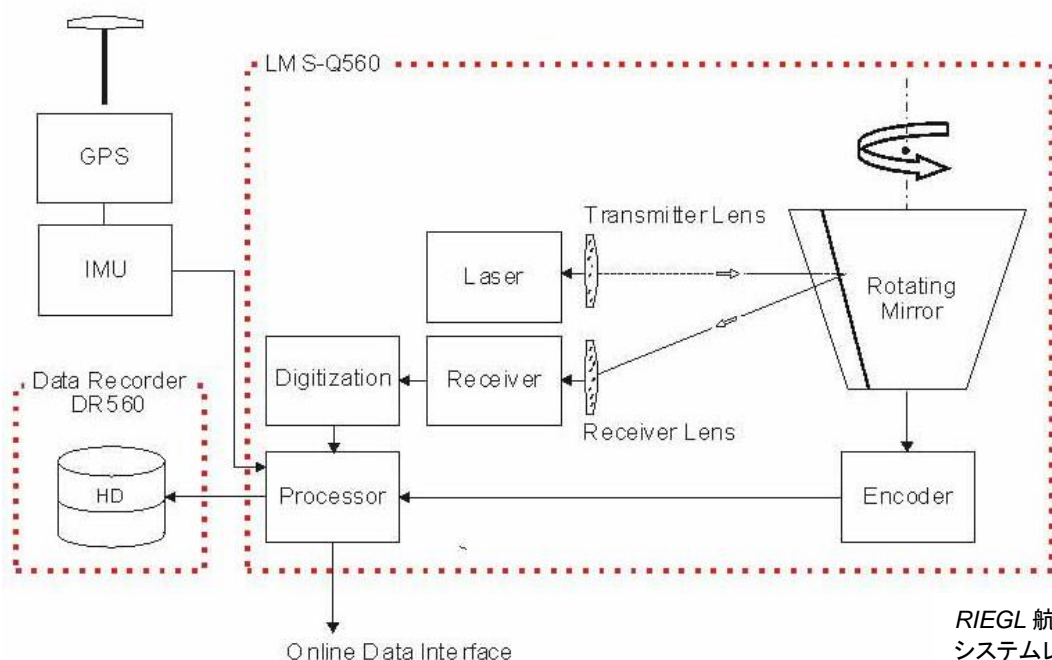 LMS-Q560
GPS
IMU
Transmitter Lens
Laser
Rotating
Mirror
Data Recorder
DR560
Digitization
Receiver
Receiver Lens
HD
Processor
Encoder
Online Data Interface
RIEGL 航
システムレ